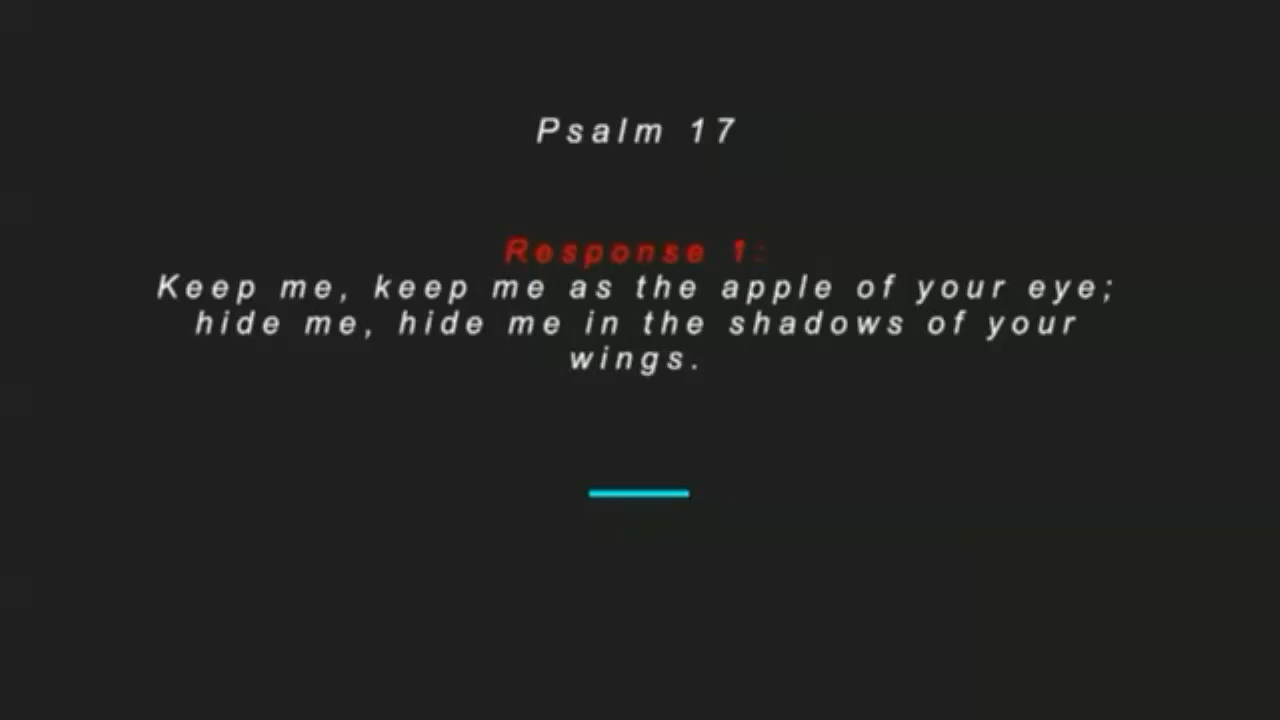 Psalm 17
Response 1:
Keep me, keep me as the apple of your eye;
hide me, hide me in the shadows of your
wings.